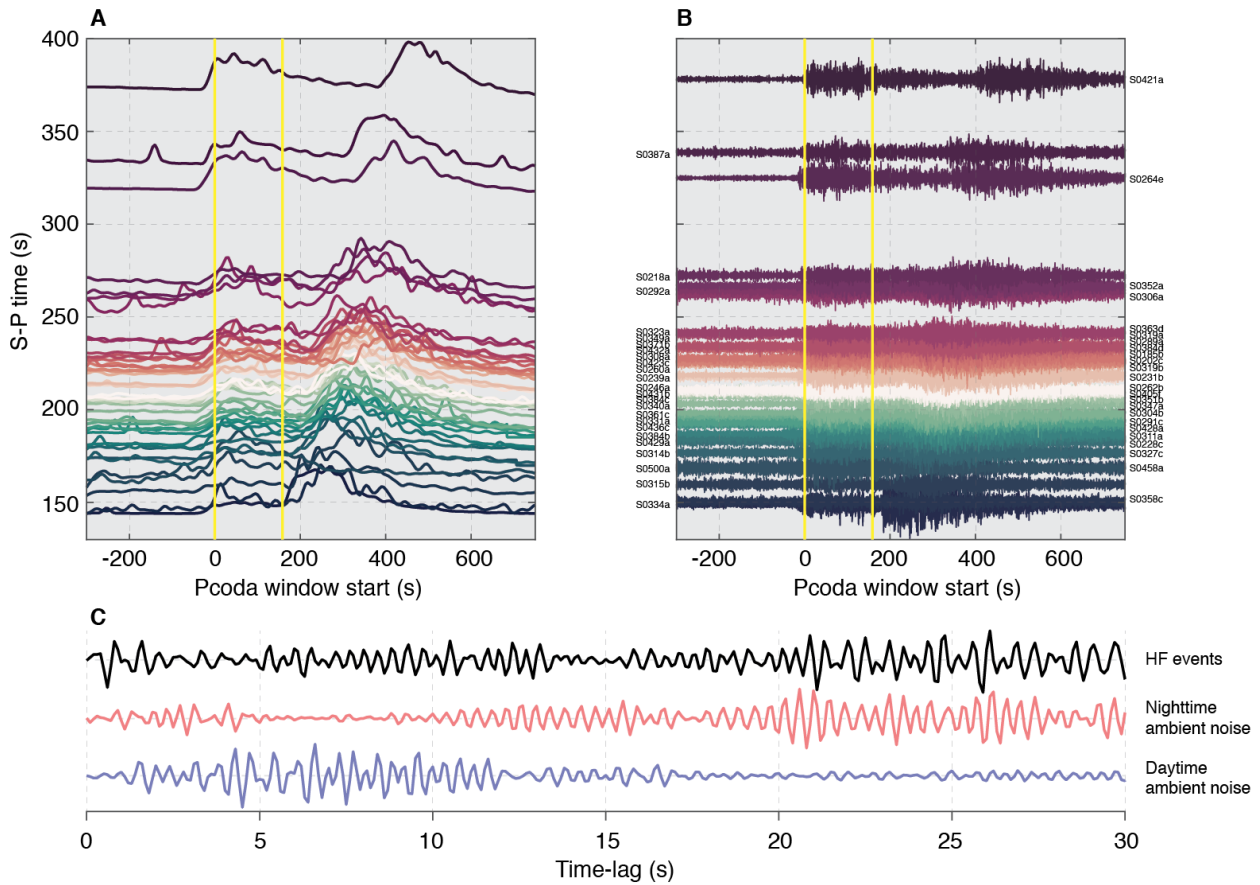 A
B
S-P time (s)
400
350
300
250
200
150
-200
0
200
400
600
Pcoda window start (s)
S0387a
S0218a
S0292a
S0323a
S0260a
S0239a
S0246a
S0340a
S0361c
S0436c
S0384b
S0423a
S0314b
S0500a
S0315b
S0334a
S0421a
S0264e
S0352a
S0306a
S0363d
S0319b
S0231b
S0262b
S0304b
S0291c
S0428a
S0311a
S0228c
S0327c
S0458a
S0358c
-200
0
200
400
600
Pcoda window start (s)
C
HF events
Nighttime
ambient noise
Daytime
ambient noise
0
5
10
15
20
25
30
Time-lag (s)